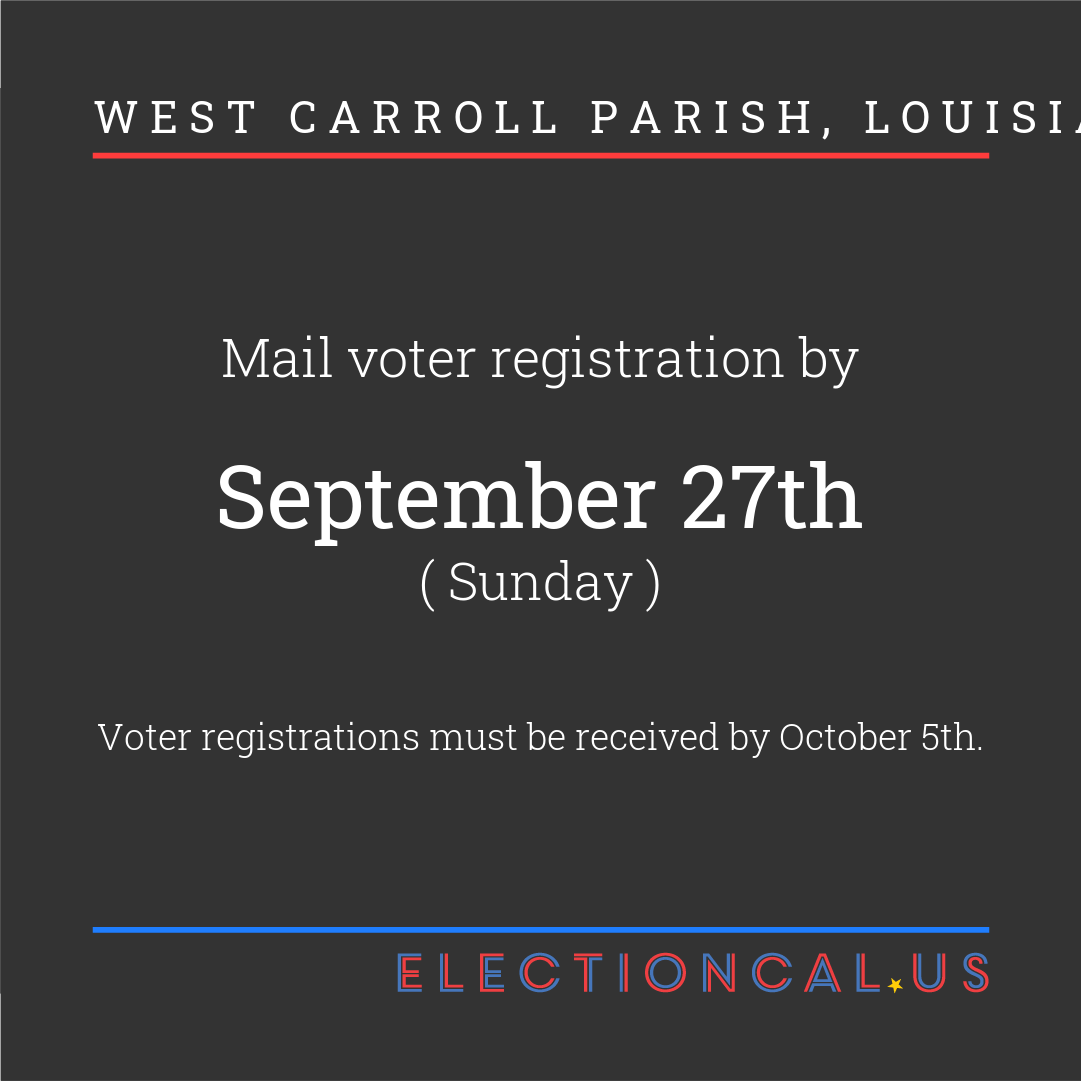 WEST CARROLL PARISH, LOUISIA
Mail voter registration by
September 27th
( Sunday )
Voter registrations must be received by October 5th.
ELECTIONCAL.US